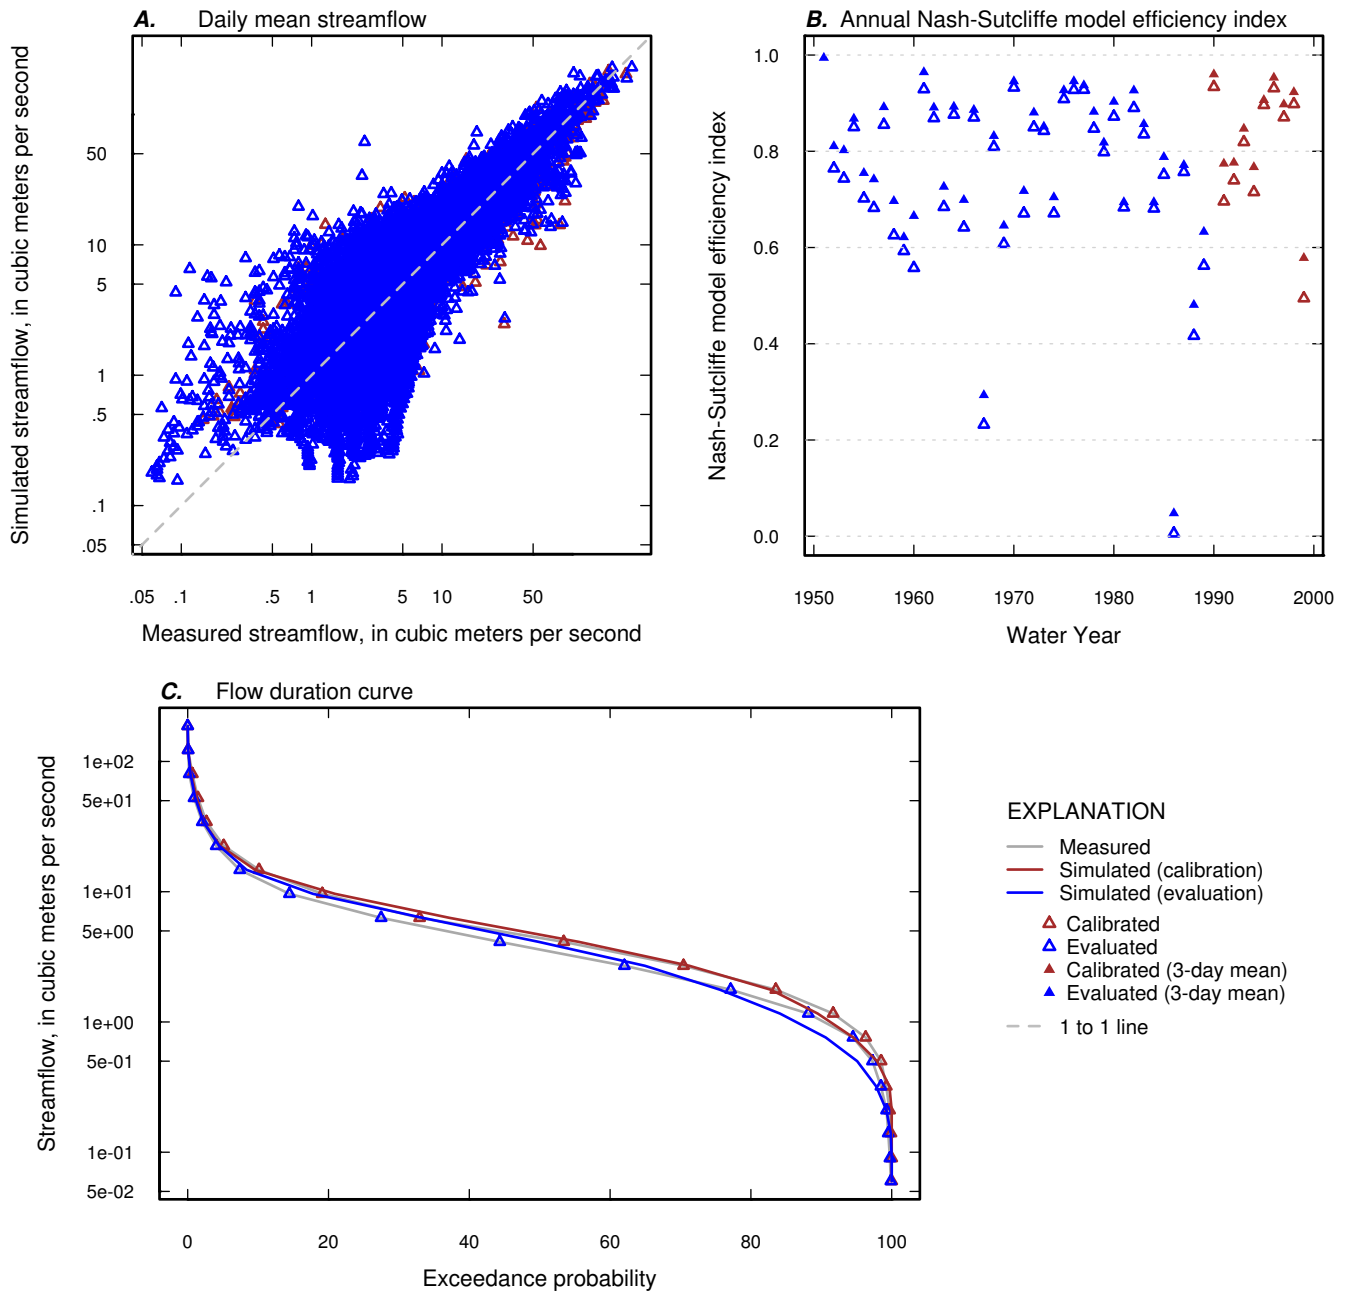 A. Daily mean streamflow
Simulated streamflow, in cubic meters per second
50
10
5
1
.5
.1
.05
.05 .1 .5 1 5 10 50
Measured streamflow, in cubic meters per second
B. Annual Nash-Sutcliffe model efficiency index
Nash-Sutcliffe model efficiency index
1.0
0.8
0.6
0.4
0.2
0.0
1950 1960 1970 1980 1990 2000
Water Year
C. Flow duration curve
Streamflow, in cubic meters per second
1e+02
5e+01
1e+01
5e+00
1e+00
5e-01
1e-01
5e-02
0 20 40 60 80 100
Exceedance probability
EXPLANATION
Measured
Simulated (calibration)
Simulated (evaluation)
Calibrated
Evaluated
Calibrated (3-day mean)
Evaluated (3-day mean)
1 to 1 line